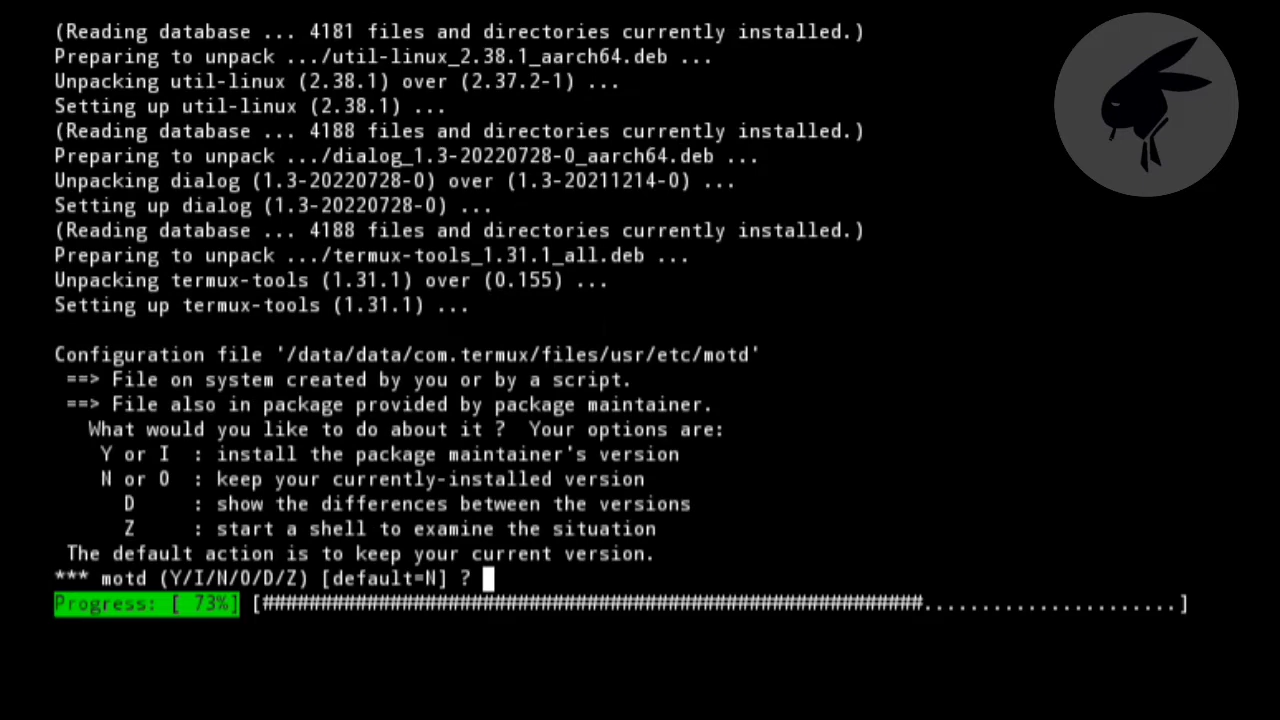 (Reading database ... 4181 files and directories currently installed.)
Preparing to unpack .../util-linux_2.38.1_aarch64.deb ...
Unpacking util-linux (2.38.1) over (2.37.2-1) ...
Setting up util-linux (2.38.1) ...
(Reading database ... 4188 files and directories currently installed.)
Preparing to unpack .../dialog_1.3-20220728-0_aarch64.deb ...
Unpacking dialog (1.3-20220728-0) over (1.3-20211214-0) ...
Setting up dialog (1.3-20220728-0) ...
(Reading database ... 4188 files and directories currently installed.)
Preparing to unpack .../termux-tools_1.31.1_all.deb ...
Unpacking termux-tools (1.31.1) over (0.155) ...
Setting up termux-tools (1.31.1) ...
Configuration file '/data/data/com.termux/files/usr/etc/motd'
==> File on system created by you or by a script.
==> File also in package provided by package maintainer.
What would you like to do about it ?  Your options are:
Y or I  : install the package maintainer's version
N or O  : keep your currently-installed version
D     : show the differences between the versions
Z     : start a shell to examine the situation
The default action is to keep your current version.
*** motd (Y/I/N/O/D/Z) [default=N] ?
Progress: [ 73%] [#########################################################......................]